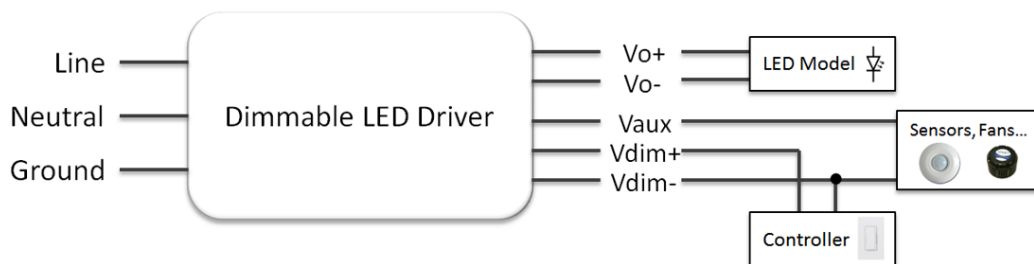 Line
Neutral
Ground
Dimmable LED Driver
Vo+
Vo-
Vaux
Vdim+
Vdim-
LED Model
Sensors, Fans...
Controller